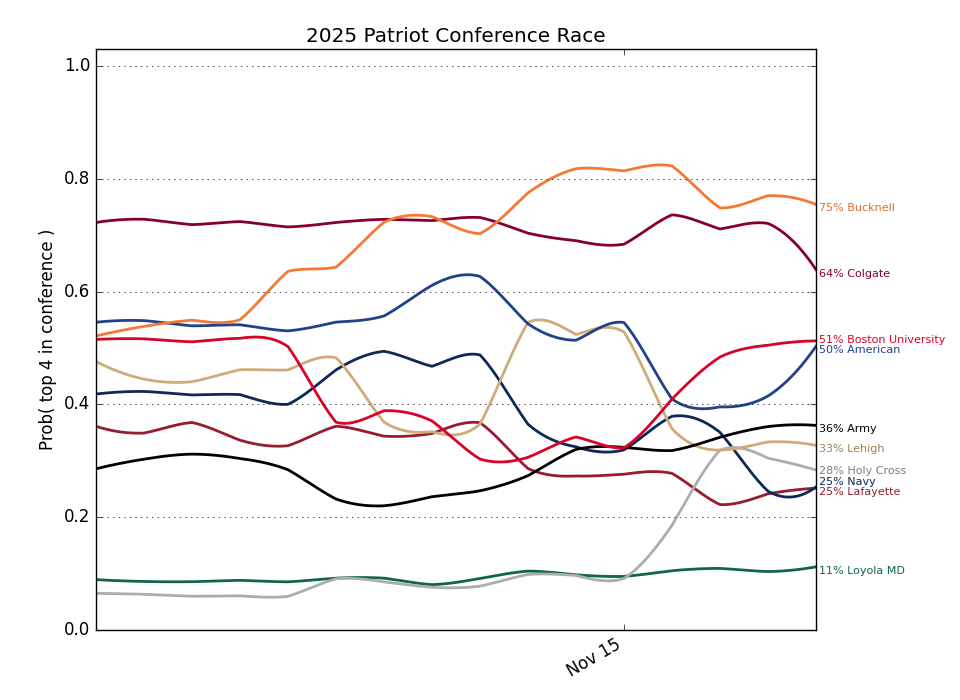 2025 Patriot Conference Race
Prob( top 4 in conference )
1.0
0.8
0.6
0.4
0.2
0.0
Nov 15
75% Bucknell
64% Colgate
51% Boston University
50% American
36% Army
33% Lehigh
28% Holy Cross
25% Navy
25% Lafayette
11% Loyola MD